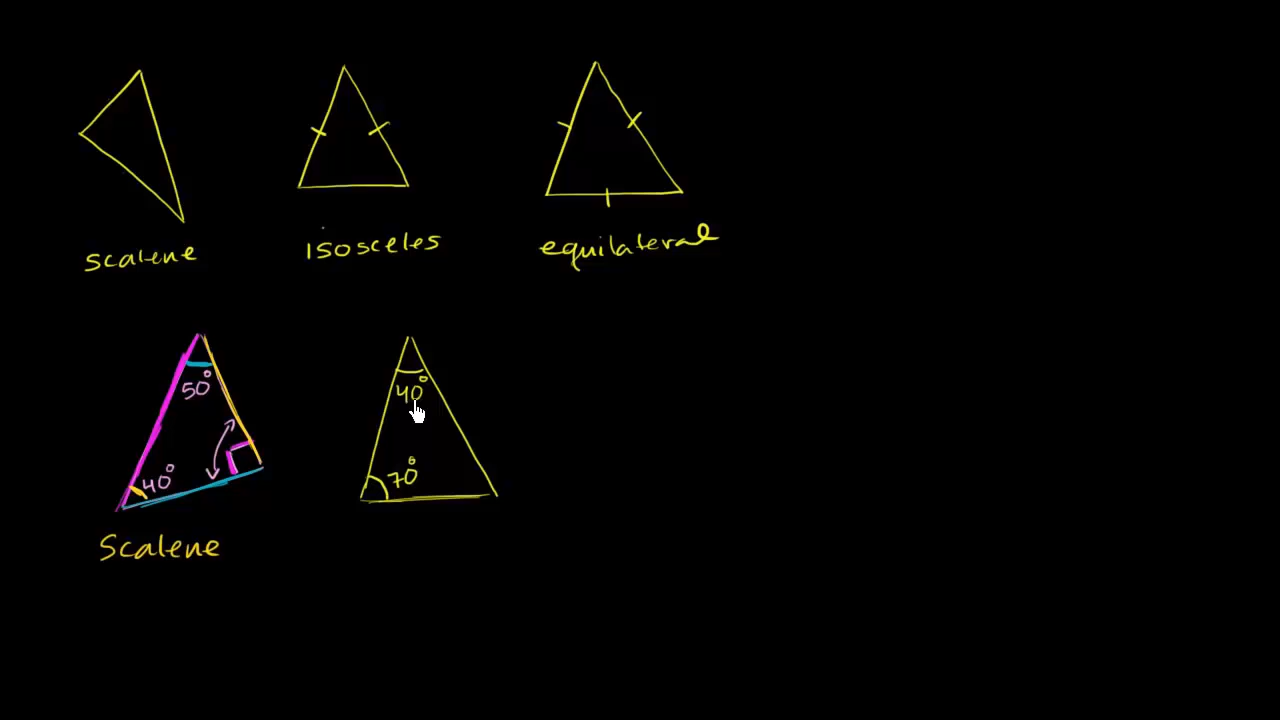 scalene
isosceles
equilateral
50°
40°
40°
70°
Scalene